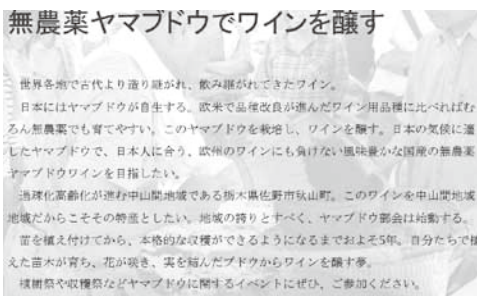 無農薬ヤマブドウでワインを醸す
世界各地で古代より造り継がれ、飲み継がれてきたワイン。
日本にはヤマブドウが自生する。欧米で品種改良が進んだワイン用品種に比べればむ
ろん無農薬でも育てやすい。このヤマブドウを栽培し、ワインを醸す。日本の気候に適
したヤマブドウで、日本人に合う、欧州のワインにも負けない風味豊かな国産の無農薬
ヤマブドウワインを目指したい。
過疎化高齢化が進む中山間地域である栃木県佐野市秋山町。このワインを中山間地域
地域だからこその特産としたい。地域の誇りとすべく、ヤマブドウ部会は始動する。
苗を植え付けてから、本格的な収穫ができるようになるまでおよそ5年。自分たちで植
えた苗木が育ち、花が咲き、実を結んだブドウからワインを醸す夢。
植樹祭や収穫祭などヤマブドウに関するイベントにぜひ、ご参加ください。